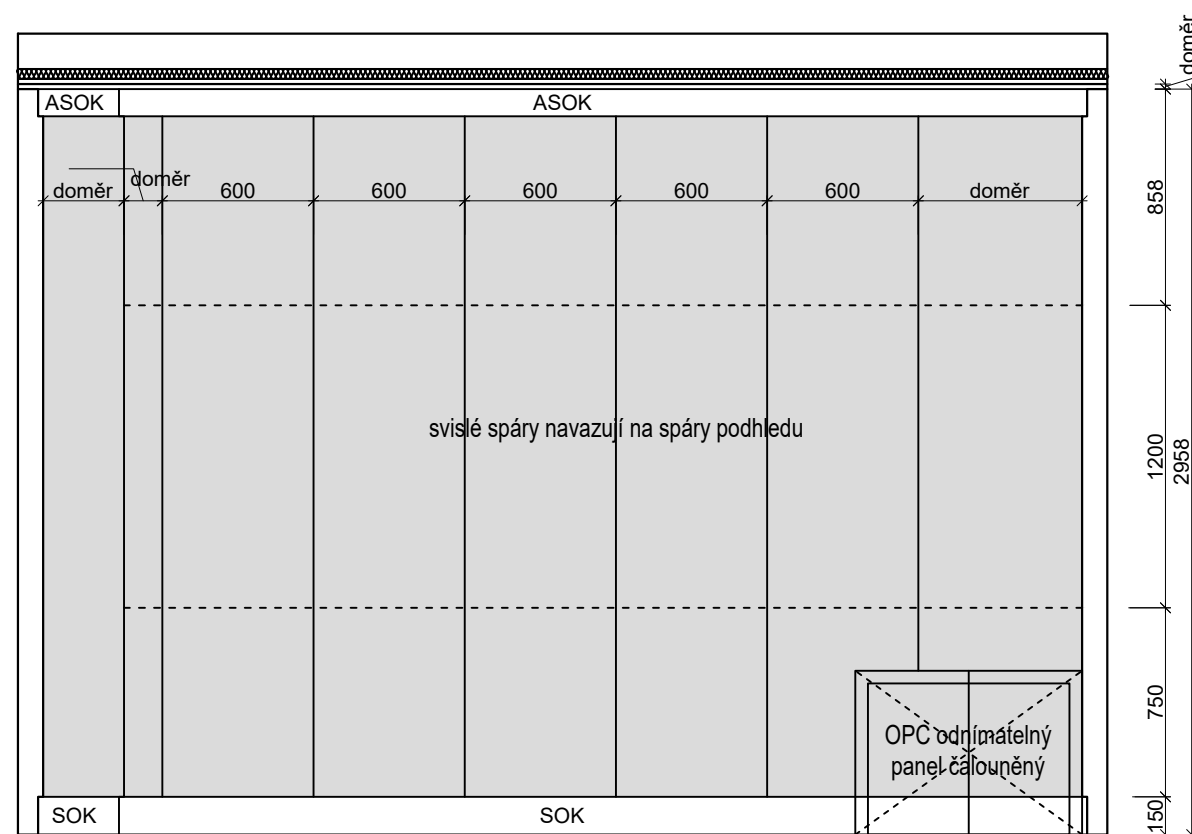 doměr
ASOK
ASOK
doměr
doměr
600
600
600
600
600
doměr
858
svislé spáry navazují na spáry podhledu
1200
2958
750
OPC odnímatelný
panel čalouněný
SOK
SOK
150